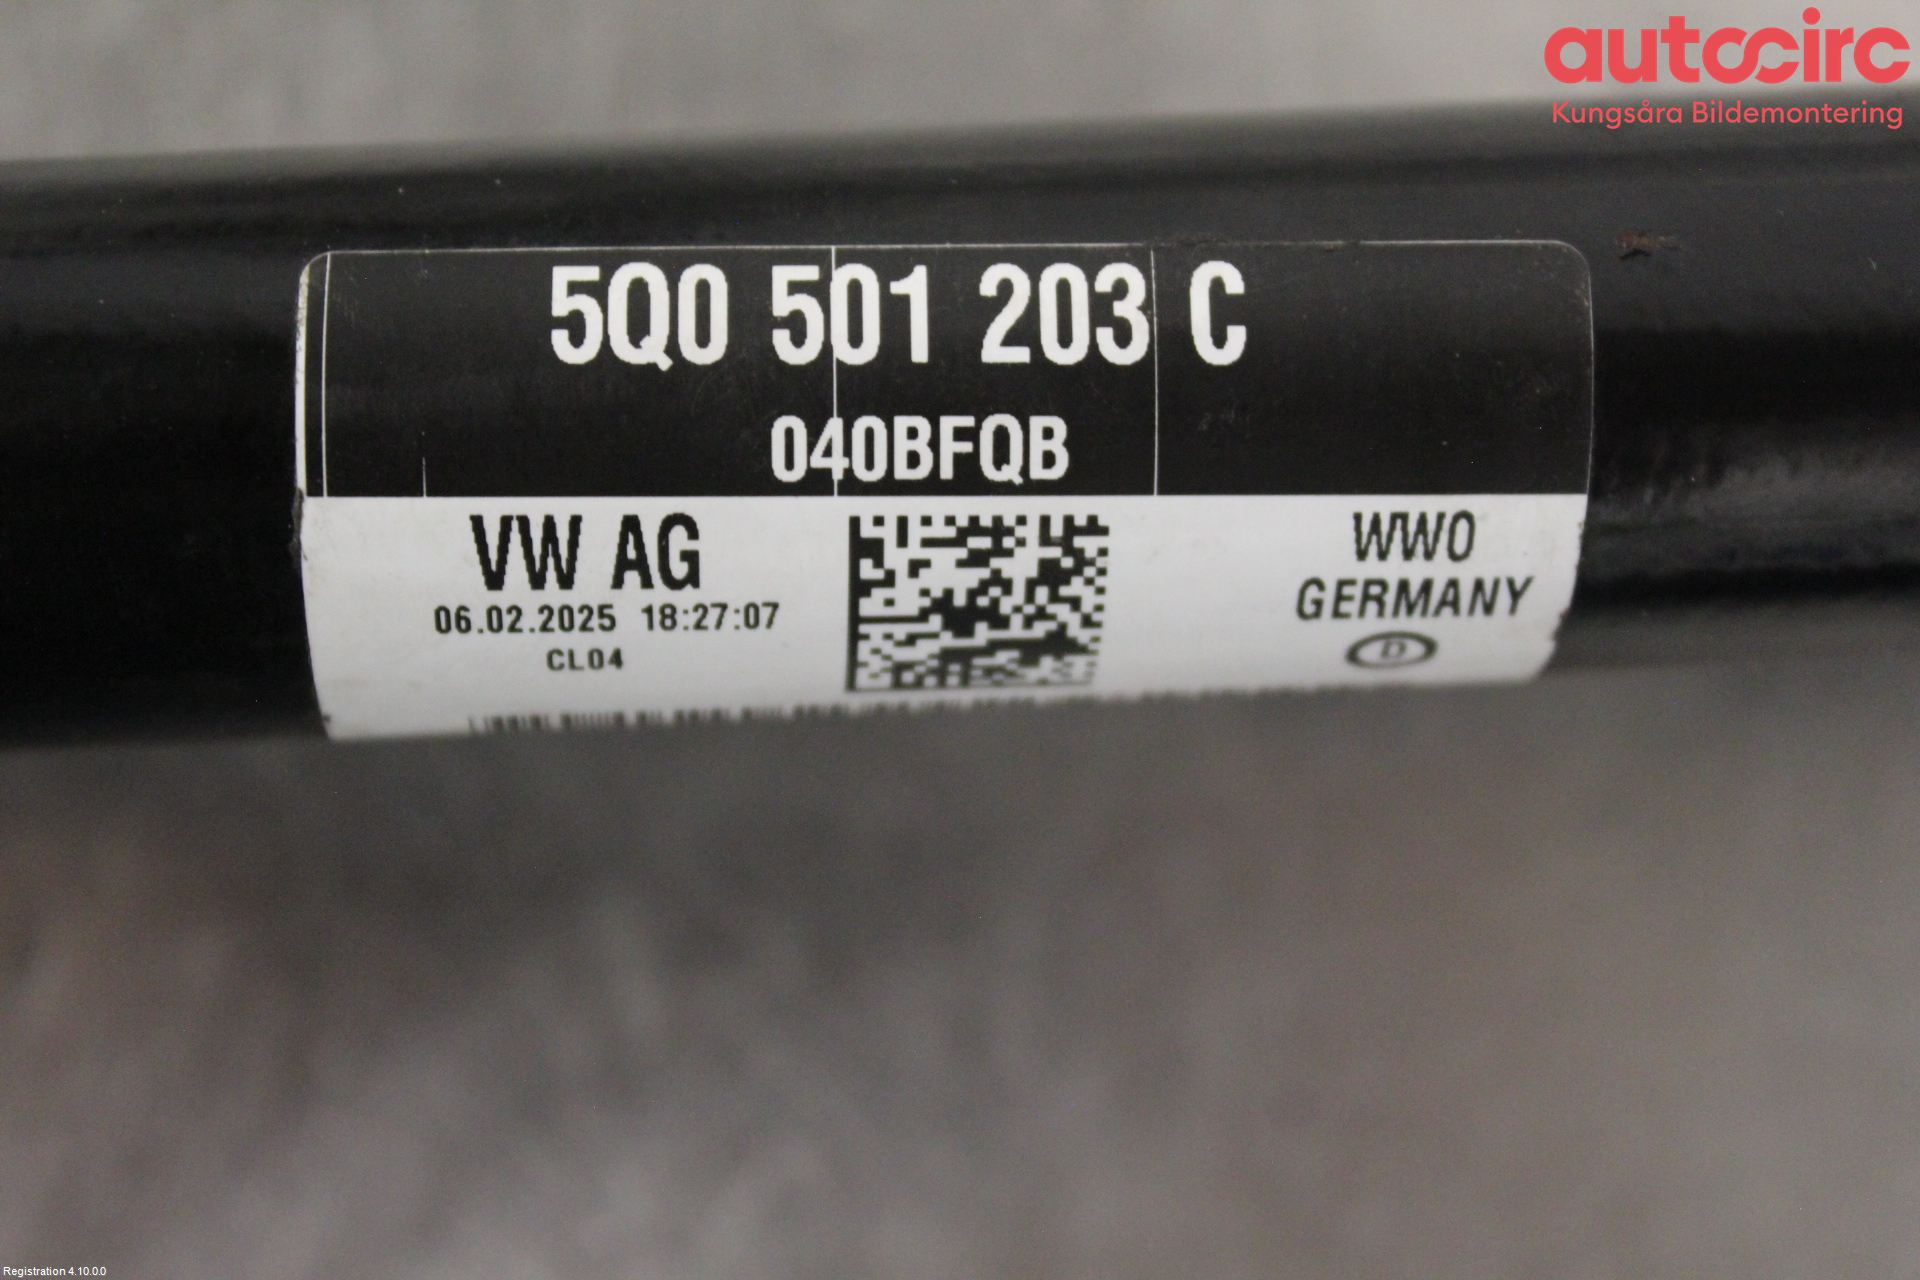 autocirc
Kungsåra Bildemontering
5Q0 501 203 C
040BFQB
VW AG
06.02.2025 18:27:07
CL04
WWO
GERMANY
D
Registration 4.10.0.0